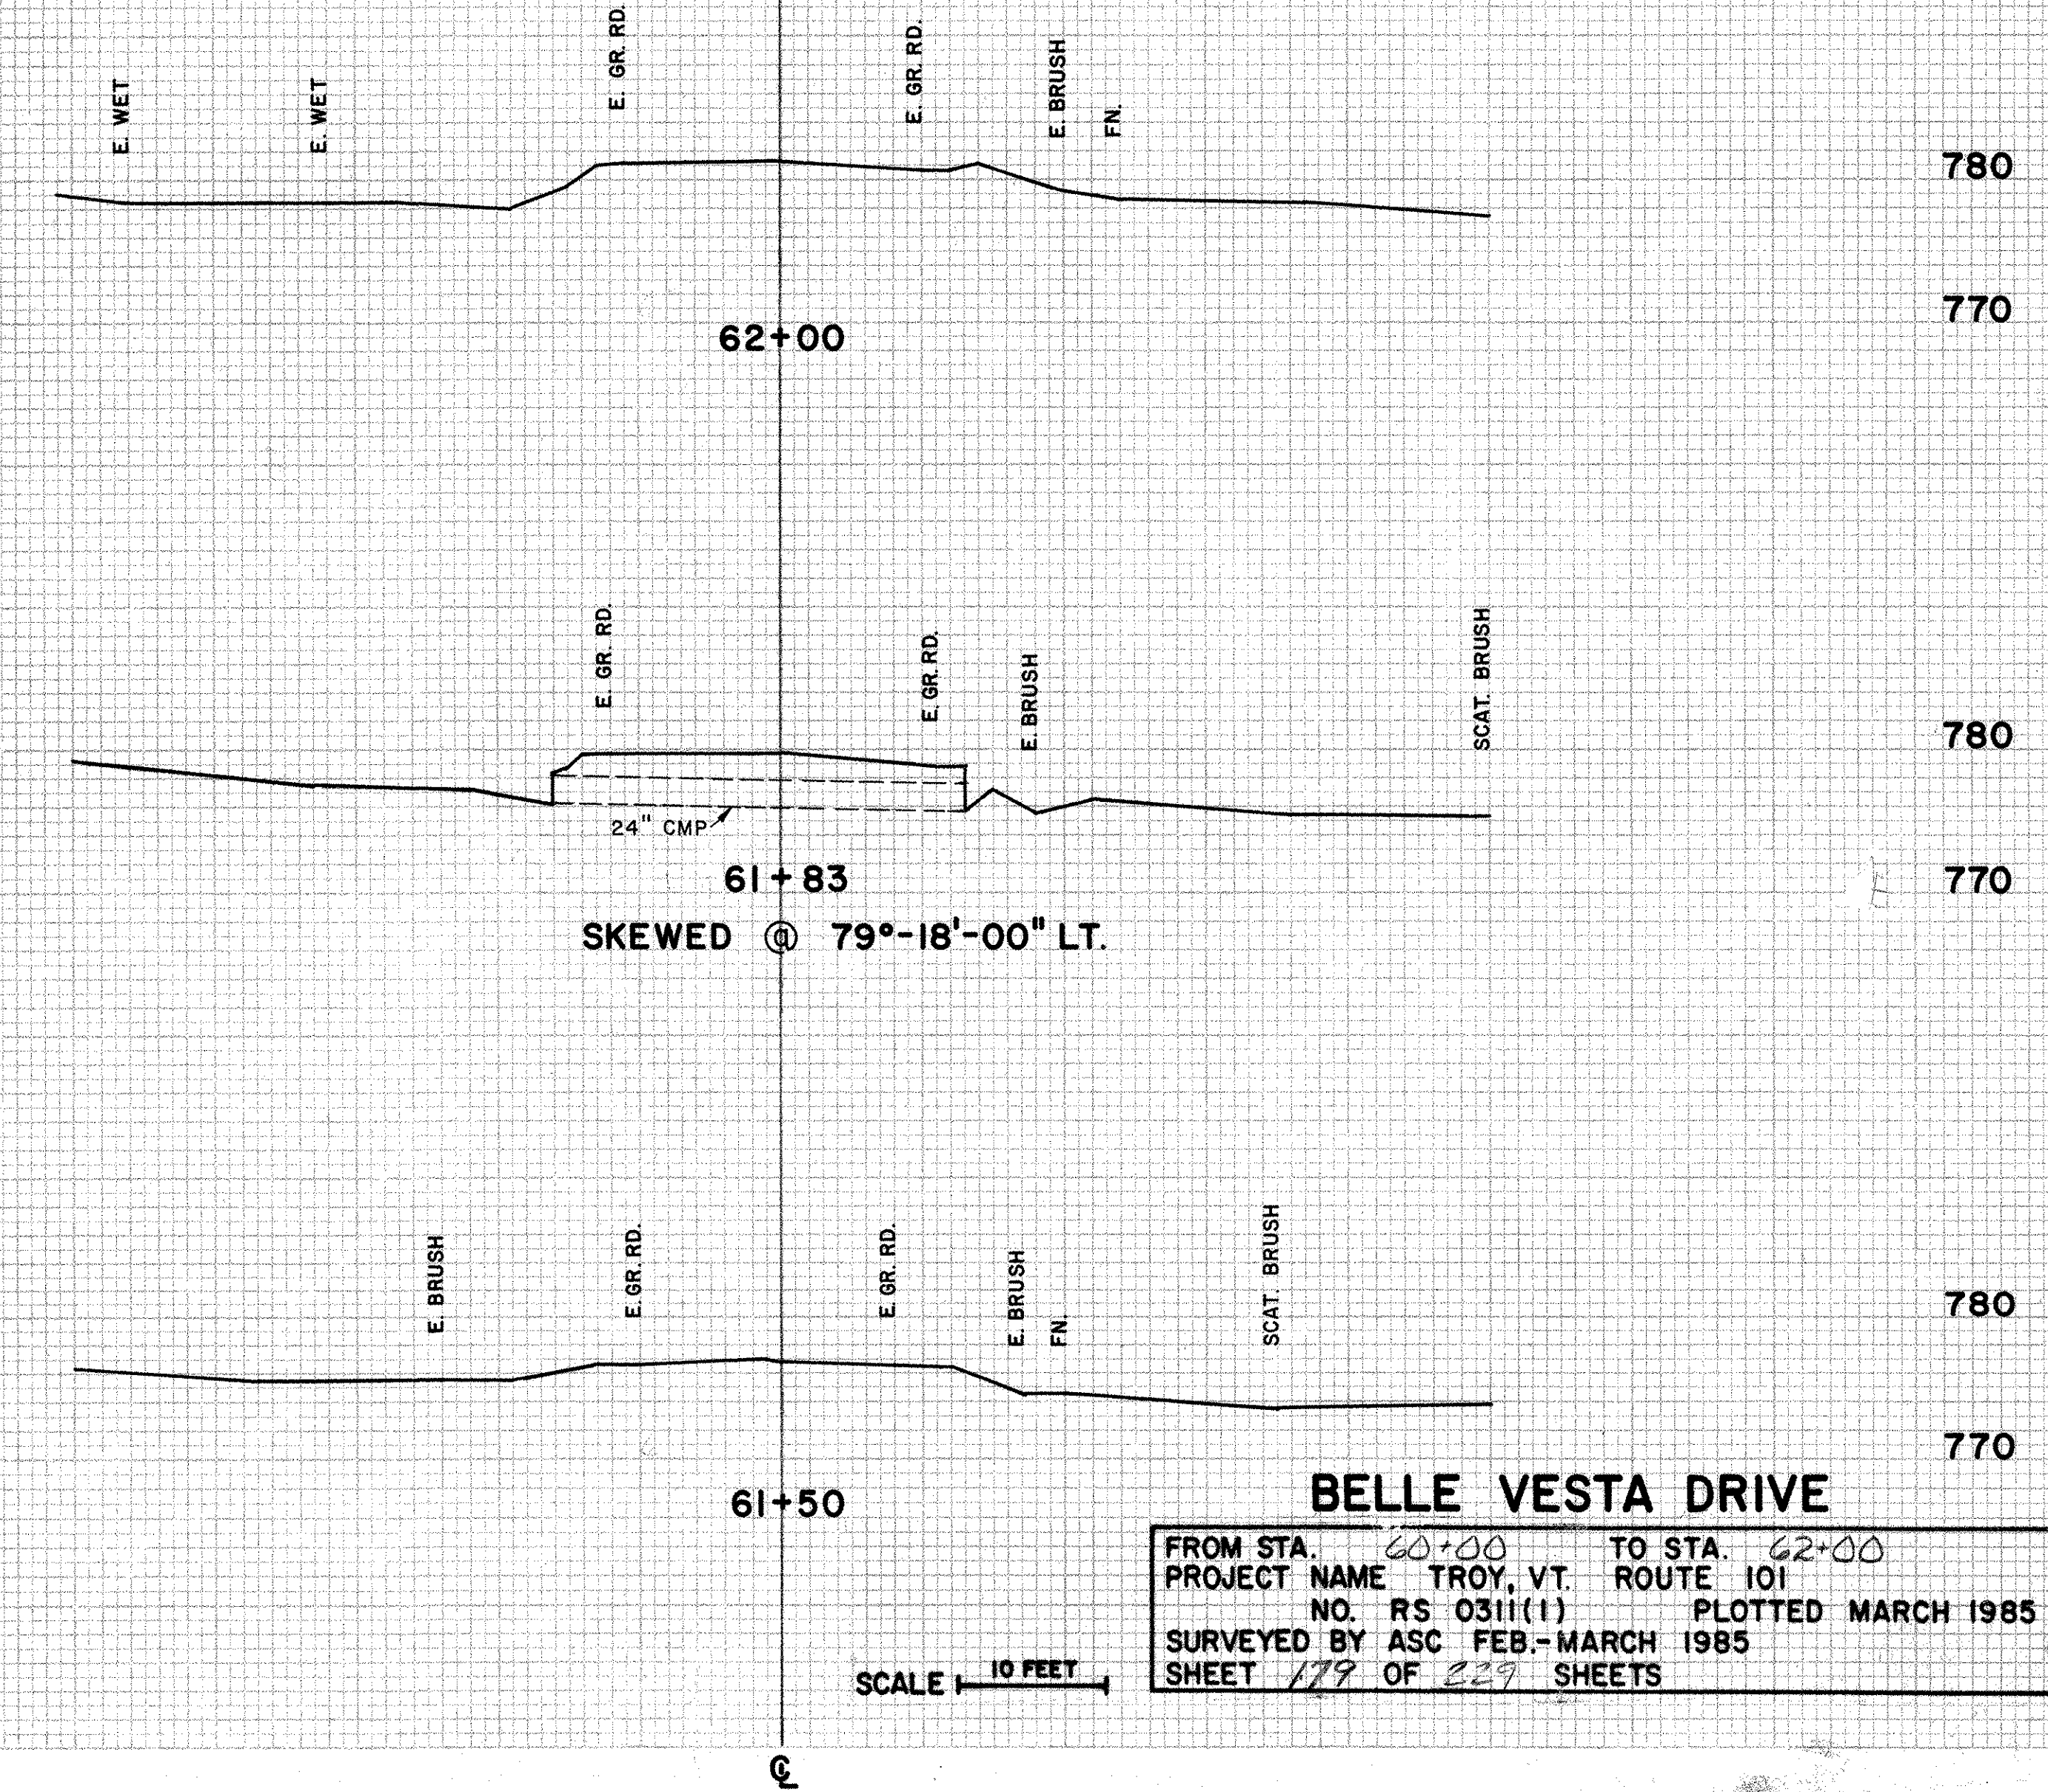 E. WET
E. WET
E. GR. RD.
E. GR. RD.
E. BRUSH
FN.
780
770
62+00
E. GR. RD.
E. GR. RD.
E. BRUSH
SCAT. BRUSH
780
24" CMP
61+83
770
SKEWED @ 79°-18'-00" LT.
E. BRUSH
E. GR. RD.
E. GR. RD.
E. BRUSH
FN.
SCAT. BRUSH
780
770
61+50
BELLE VESTA DRIVE
FROM STA. 60+00 TO STA. 62+00
PROJECT NAME TROY, VT. ROUTE 101
NO. RS 0311(1) PLOTTED MARCH 1985
SURVEYED BY ASC FEB.-MARCH 1985
SHEET 179 OF 229 SHEETS
SCALE 10 FEET
℄